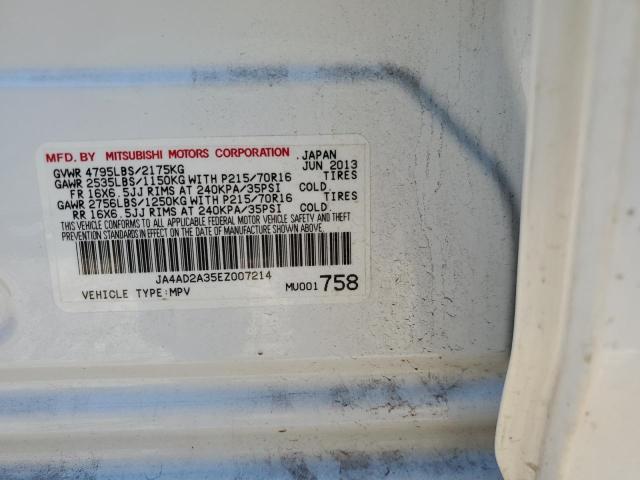 MFD.BY MITSUBISHI MOTORS CORPORATION JAPAN
GVWR 4795LBS/2175KG JUN 2013
GAWR 2535LBS/1150KG WITH P215/70R16 TIRES
FR 16X6.5JJ RIMS AT 240KPA/35PSI COLD
GAWR 2756LBS/1250KG WITH P215/70R16 TIRES
RR 16X6.5JJ RIMS AT 240KPA/35PSI COLD
THIS VEHICLE CONFORMS TO ALL APPLICABLE FEDERAL MOTOR VEHICLE SAFETY AND THEFT PREVENTION STANDARDS IN EFFECT ON THE DATE OF MANUFACTURE SHOWN ABOVE.
JA4AD2A35EZ007214
VEHICLE TYPE:MPV MU001758